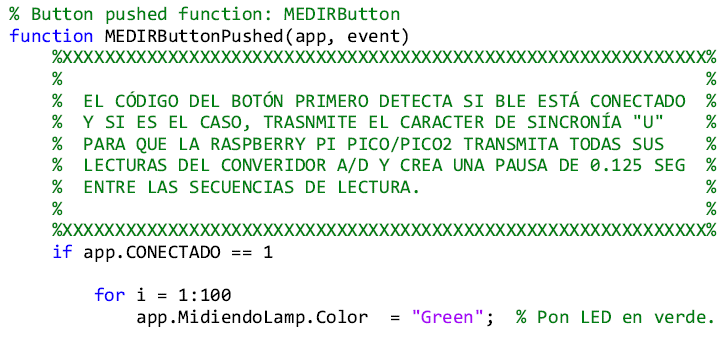 % Button pushed function: MEDIRButton
function MEDIRButtonPushed(app, event)
%XXXXXXXXXXXXXXXXXXXXXXXXXXXXXXXXXXXXXXXXXXXXXXXXXXXXXXXXXXXXX%
% %
% EL CÓDIGO DEL BOTÓN PRIMERO DETECTA SI BLE ESTÁ CONECTADO %
% Y SI ES EL CASO, TRASNMITE EL CARACTER DE SINCRONÍA "U" %
% PARA QUE LA RASPBERRY PI PICO/PICO2 TRANSMITA TODAS SUS %
% LECTURAS DEL CONVERIDOR A/D Y CREA UNA PAUSA DE 0.125 SEG %
% ENTRE LAS SECUENCIAS DE LECTURA. %
% %
%XXXXXXXXXXXXXXXXXXXXXXXXXXXXXXXXXXXXXXXXXXXXXXXXXXXXXXXXXXXXX%
if app.CONECTADO == 1
for i = 1:100
app.MidiendoLamp.Color = "Green"; % Pon LED en verde.